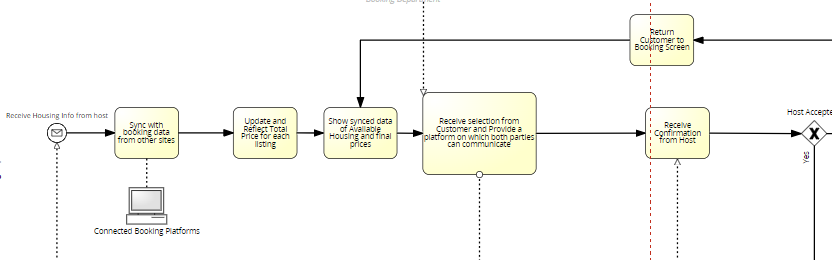 Booking Department
Return
Customer to
Booking Screen
Receive Housing Info from host
Sync with
booking data
from other sites
Update and
Reflect Total
Price for each
listing
Show synced data
of Available
Housing and final
prices
Receive selection from
Customer and Provide a
platform on which both parties
can communicate
Receive
Confirmation
from Host
Host Accepte
Yes
Connected Booking Platforms